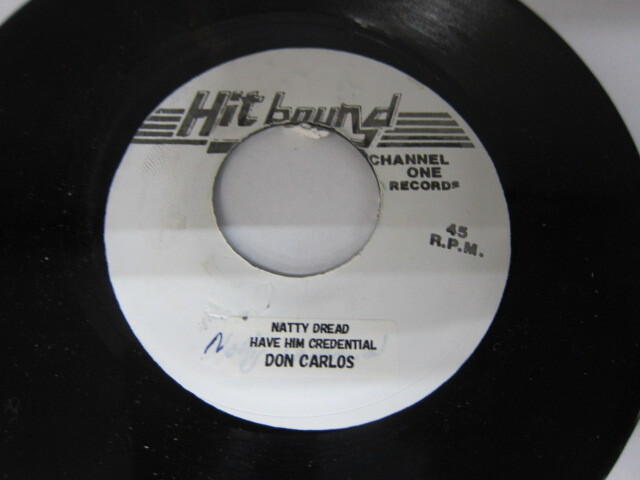 Hit bound
CHANNEL
ONE
RECORDS
45
R.P.M.
NATTY DREAD
HAVE HIM CREDENTIAL
DON CARLOS